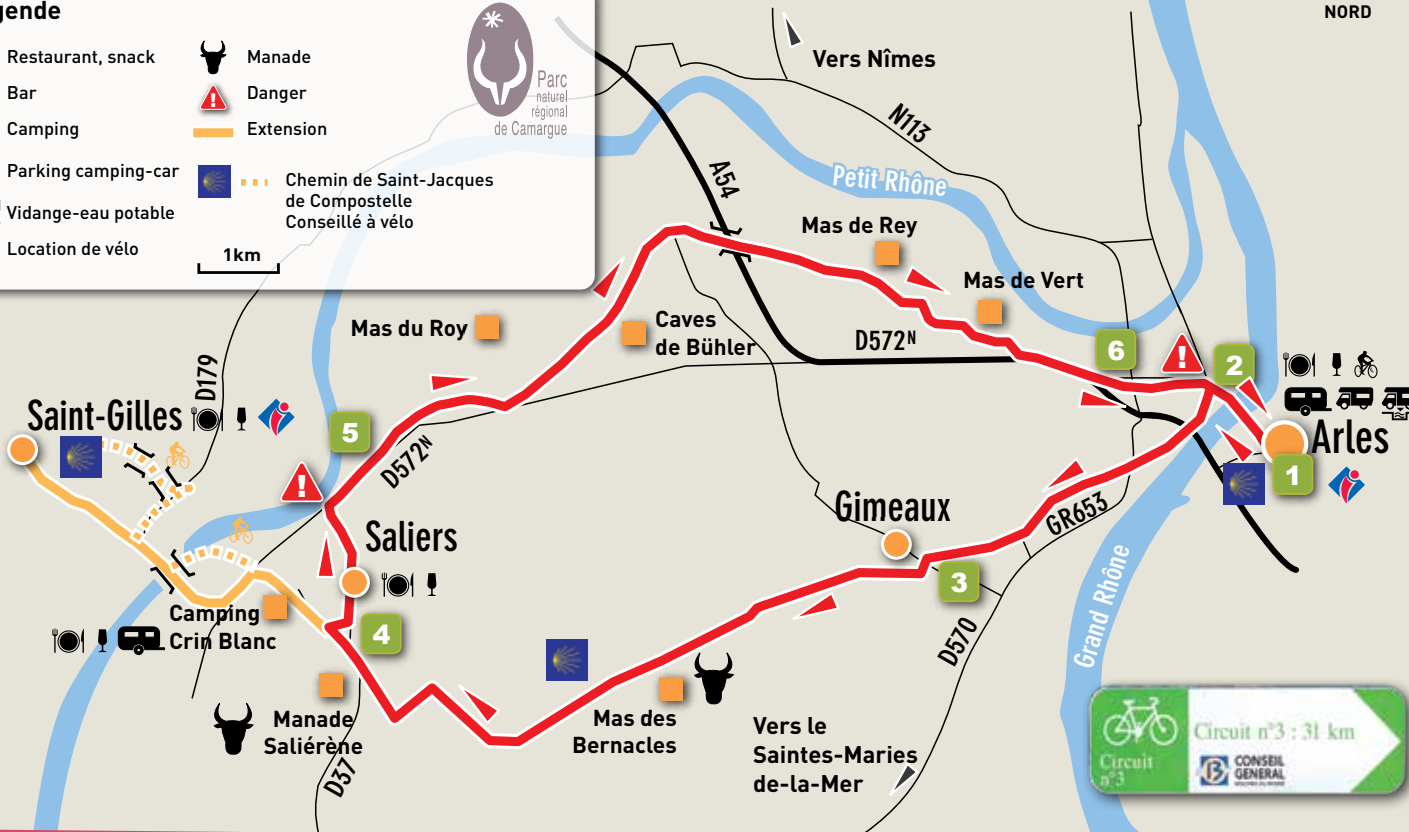 gende
Restaurant, snack
Manade
Bar
Danger
Camping
Extension
Parking camping-car
Chemin de Saint-Jacques
de Compostelle
Conseillé à vélo
Vidange-eau potable
Location de vélo
1km
Parc
naturel
régional
de Camargue
NORD
Vers Nîmes
N113
A54
Petit Rhône
Mas de Rey
Mas de Vert
Mas du Roy
Caves
de Bühler
D572N
6
2
D179
Saint-Gilles
5
D572N
Arles
1
Saliers
Gimeaux
GR653
3
Grand Rhône
Camping
Crin Blanc
4
D570
Manade
Saliérène
Mas des
Bernacles
Vers le
Saintes-Maries
de-la-Mer
D37
Circuit n°3 : 31 km
Circuit
n°3
CONSEIL
GENERAL